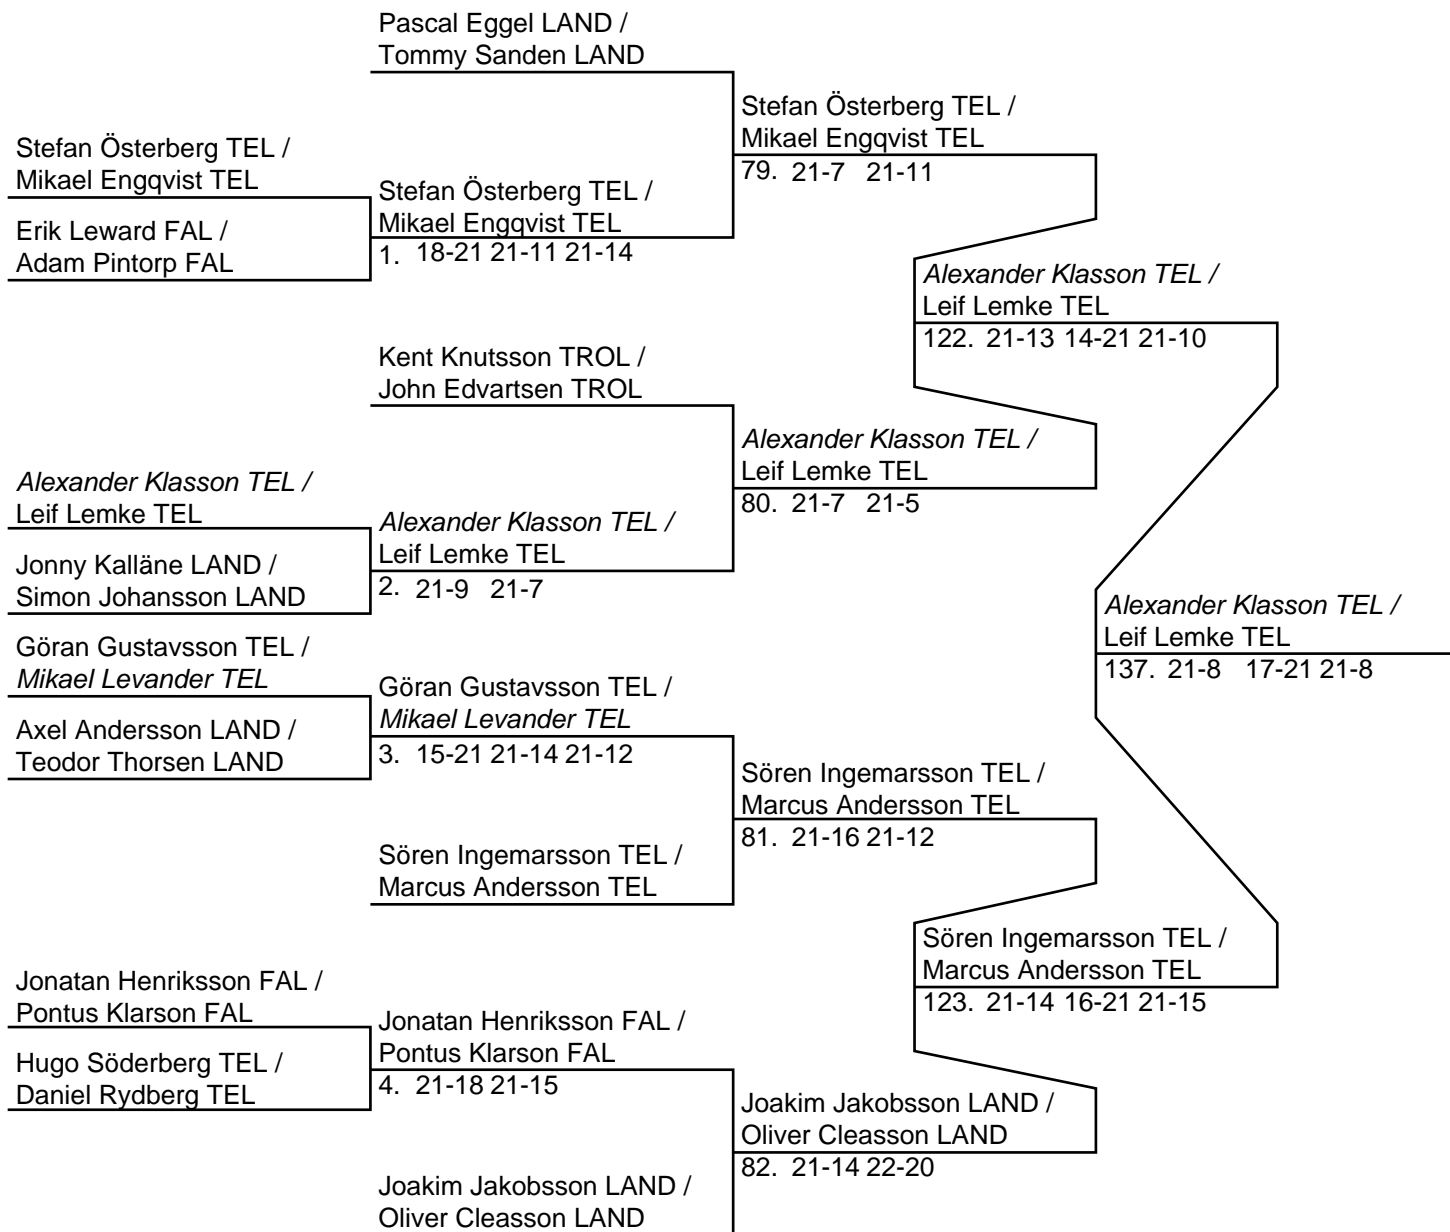 Pascal Eggel LAND /
Tommy Sanden LAND
Stefan Österberg TEL /
Mikael Engqvist TEL
79. 21-7 21-11
Stefan Österberg TEL /
Mikael Engqvist TEL
Stefan Österberg TEL /
Mikael Engqvist TEL
1. 18-21 21-11 21-14
Erik Leward FAL /
Adam Pintorp FAL
Alexander Klasson TEL /
Leif Lemke TEL
122. 21-13 14-21 21-10
Kent Knutsson TROL /
John Edvartsen TROL
Alexander Klasson TEL /
Leif Lemke TEL
80. 21-7 21-5
Alexander Klasson TEL /
Leif Lemke TEL
Alexander Klasson TEL /
Leif Lemke TEL
2. 21-9 21-7
Jonny Kalläne LAND /
Simon Johansson LAND
Alexander Klasson TEL /
Leif Lemke TEL
137. 21-8 17-21 21-8
Göran Gustavsson TEL /
Mikael Levander TEL
Göran Gustavsson TEL /
Mikael Levander TEL
3. 15-21 21-14 21-12
Axel Andersson LAND /
Teodor Thorsen LAND
Sören Ingemarsson TEL /
Marcus Andersson TEL
81. 21-16 21-12
Sören Ingemarsson TEL /
Marcus Andersson TEL
Sören Ingemarsson TEL /
Marcus Andersson TEL
123. 21-14 16-21 21-15
Jonatan Henriksson FAL /
Pontus Klarson FAL
Jonatan Henriksson FAL /
Pontus Klarson FAL
4. 21-18 21-15
Hugo Söderberg TEL /
Daniel Rydberg TEL
Joakim Jakobsson LAND /
Oliver Cleasson LAND
82. 21-14 22-20
Joakim Jakobsson LAND /
Oliver Cleasson LAND